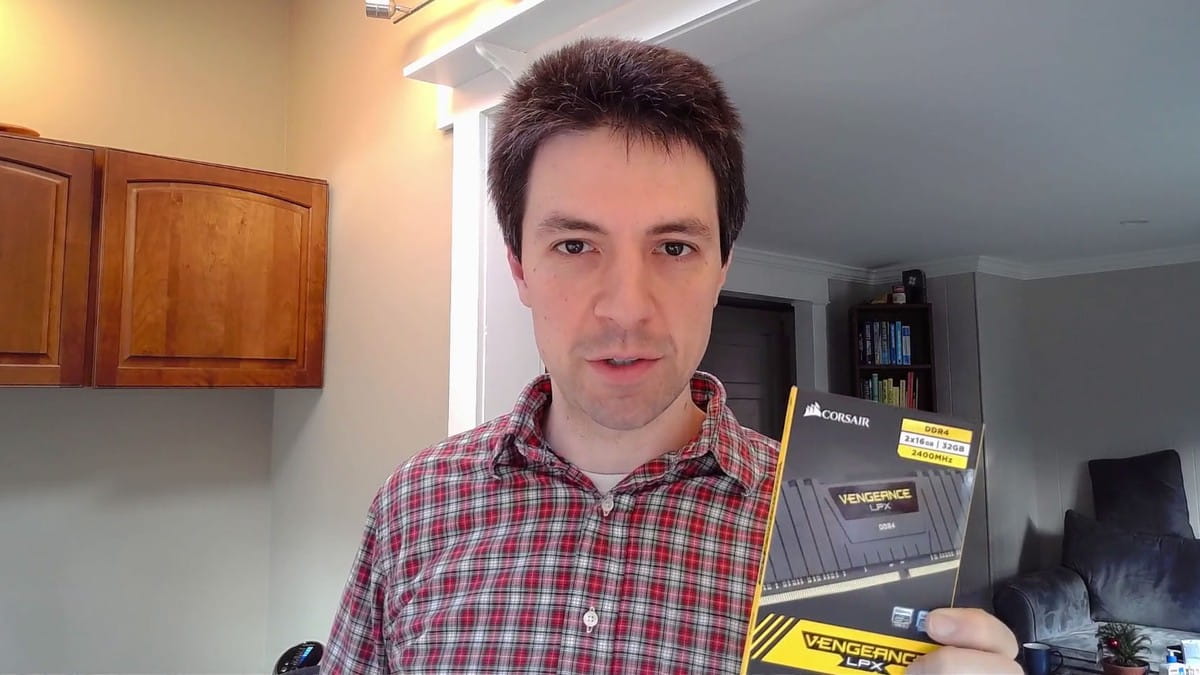 CORSAIR
DDR4
2x16GB | 32GB
2400MHz
VENGEANCE
LPX
DDR4
VENGEANCE
LPX